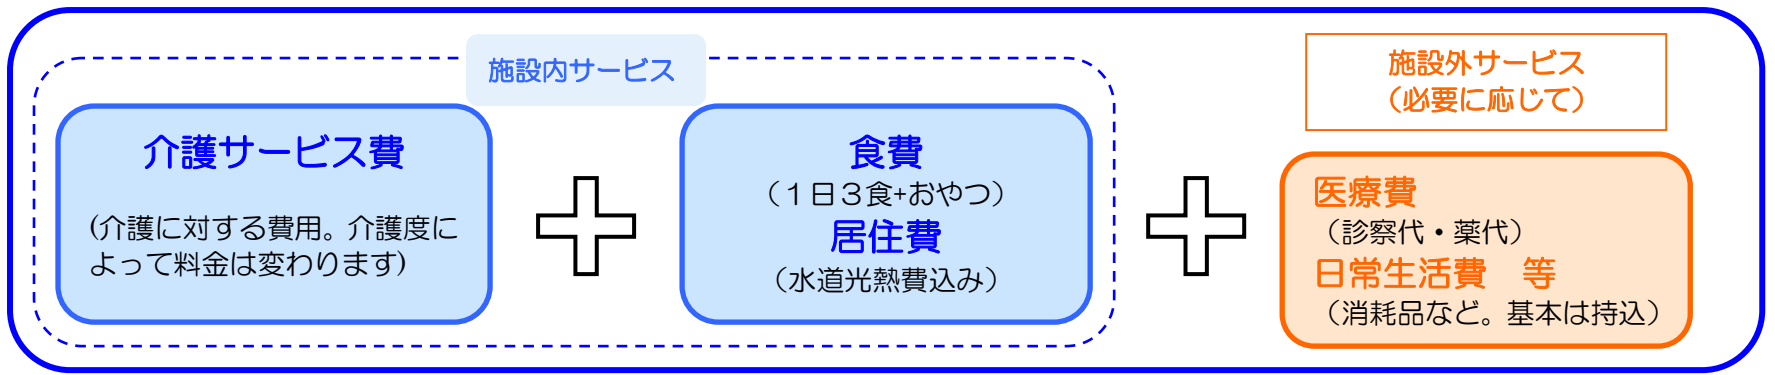 施設内サービス
介護サービス費
(介護に対する費用。介護度に
よって料金は変わります)
食費
（１日３食+おやつ）
居住費
（水道光熱費込み）
施設外サービス
（必要に応じて）
医療費
（診察代・薬代）
日常生活費　等
（消耗品など。基本は持込）